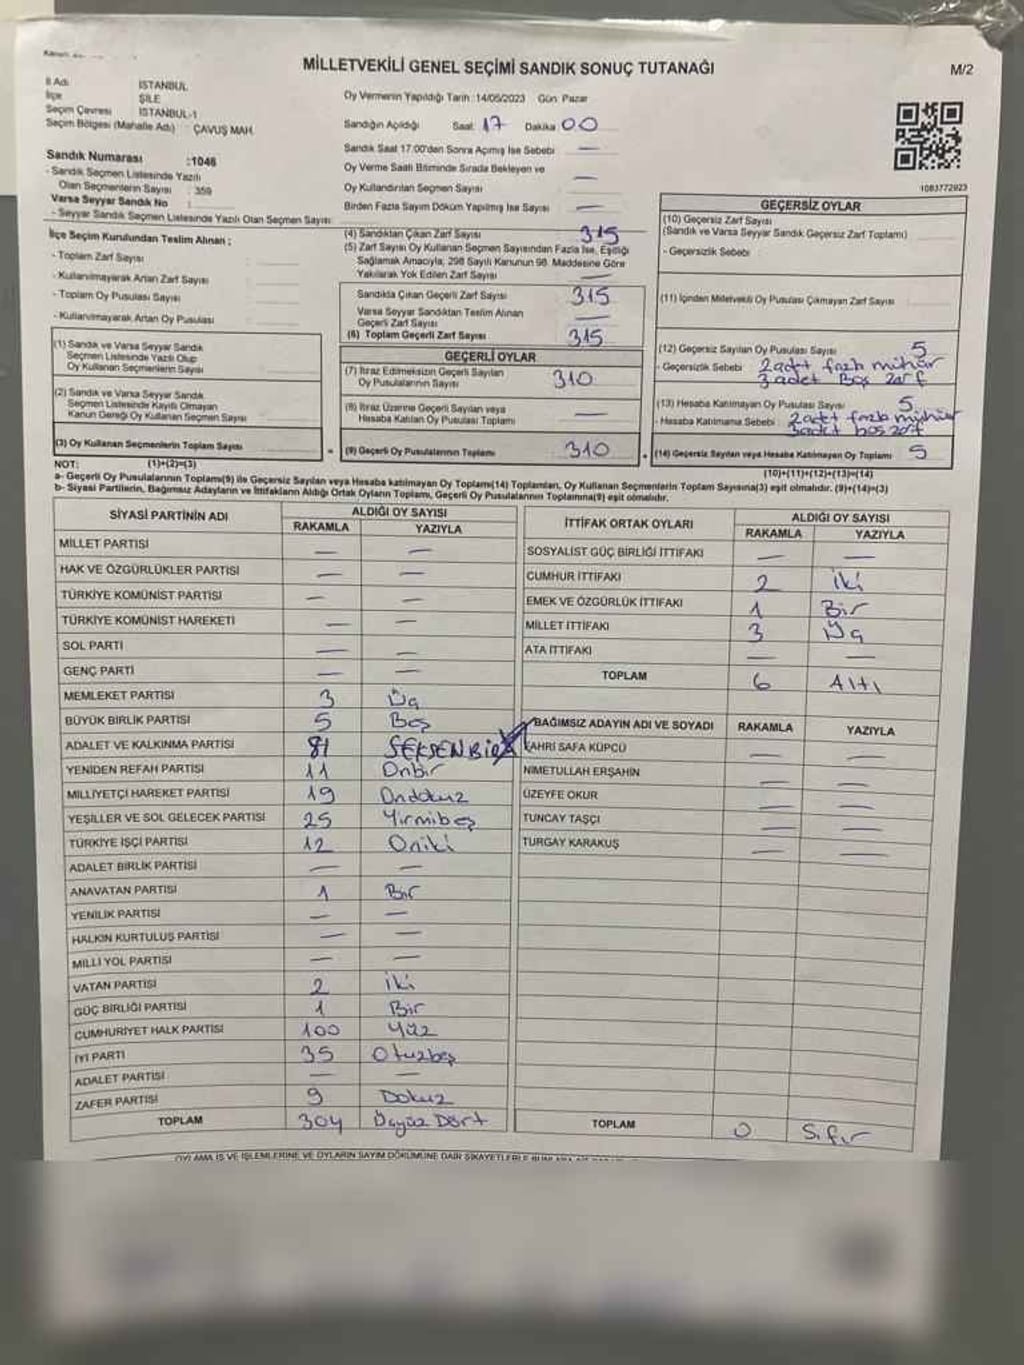 MİLLETVEKİLİ GENEL SEÇİMİ SANDIK SONUÇ TUTANAĞI
M/2
İl Adı İSTANBUL
İlçe ŞİLE
Seçim Çevresi İSTANBUL-1
Seçim Bölgesi (Mahalle Adı) : ÇAVUŞ MAH.
Sandık Numarası :1046
- Sandık Seçmen Listesinde Yazılı
Olan Seçmenlerin Sayısı : 359
Varsa Seyyar Sandık No
- Seyyar Sandık Seçmen Listesinde Yazılı Olan Seçmen Sayısı:
İlçe Seçim Kurulundan Teslim Alınan ;
- Toplam Zarf Sayısı
- Kullanılmayarak Artan Zarf Sayısı
- Toplam Oy Pusulası Sayısı
- Kullanılmayarak Artan Oy Pusulası
(1) Sandık ve Varsa Seyyar Sandık
Seçmen Listesinde Yazılı Olup
Oy Kullanan Seçmenlerin Sayısı
(2) Sandık ve Varsa Seyyar Sandık
Seçmen Listesinde Kayıtlı Olmayan
Kanun Gereği Oy Kullanan Seçmen Sayısı
(3) Oy Kullanan Seçmenlerin Toplam Sayısı
Oy Vermenin Yapıldığı Tarih :14/05/2023 Gün: Pazar
Sandığın Açıldığı Saat: 17 Dakika: 00
Sandık Saat 17:00'den Sonra Açılmış İse Sebebi —
Oy Verme Saati Bitiminde Sırada Bekleyen ve
Oy Kullandırılan Seçmen Sayısı —
Birden Fazla Sayım Döküm Yapılmış İse Sayısı —
(4) Sandıktan Çıkan Zarf Sayısı 315
(5) Zarf Sayısı Oy Kullanan Seçmen Sayısından Fazla İse, Eşitliği
Sağlamak Amacıyla, 298 Sayılı Kanunun 98. Maddesine Göre
Yakılarak Yok Edilen Zarf Sayısı —
Sandıkla Çıkan Geçerli Zarf Sayısı 315
Varsa Seyyar Sandıktan Teslim Alınan
Geçerli Zarf Sayısı —
(6) Toplam Geçerli Zarf Sayısı 315
GEÇERLİ OYLAR
(7) İtiraz Edilmeksizin Geçerli Sayılan
Oy Pusulalarının Sayısı 310
(8) İtiraz Üzerine Geçerli Sayılan veya
Hesaba Katılan Oy Pusulası Toplamı —
(9) Geçerli Oy Pusulalarının Toplamı 310
1083772923
GEÇERSİZ OYLAR
(10) Geçersiz Zarf Sayısı
(Sandık ve Varsa Seyyar Sandık Geçersiz Zarf Toplamı)
- Geçersizlik Sebebi
(11) İçinden Milletvekili Oy Pusulası Çıkmayan Zarf Sayısı
(12) Geçersiz Sayılan Oy Pusulası Sayısı 5
- Geçersizlik Sebebi : 2 adet fazla mühür
3 adet Boş zarf
(13) Hesaba Katılmayan Oy Pusulası Sayısı 5
- Hesaba Katılmama Sebebi : 2 adet fazla mühür
3 adet boş zarf
(14) Geçersiz Sayılan veya Hesaba Katılmayan Oy Toplamı 5
NOT: (1)+(2)=(3)
(10)+(11)+(12)+(13)=(14)
a- Geçerli Oy Pusulalarının Toplamı(9) ile Geçersiz Sayılan veya Hesaba katılmayan Oy Toplam(14) Toplamları, Oy Kullanan Seçmenlerin Toplam Sayısına(3) eşit olmalıdır. (9)+(14)=(3)
b- Siyasi Partilerin, Bağımsız Adayların ve İttifakların Aldığı Ortak Oyların Toplamı, Geçerli Oy Pusulalarının Toplamına(9) eşit olmalıdır.
SİYASİ PARTİNİN ADI ALDIĞI OY SAYISI
RAKAMLA YAZIYLA
MİLLET PARTİSİ — —
HAK VE ÖZGÜRLÜKLER PARTİSİ — —
TÜRKİYE KOMÜNİST PARTİSİ — —
TÜRKİYE KOMÜNİST HAREKETİ — —
SOL PARTİ — —
GENÇ PARTİ — —
MEMLEKET PARTİSİ 3 Üç
BÜYÜK BİRLİK PARTİSİ 5 Beş
ADALET VE KALKINMA PARTİSİ 81 SEKSENBİR
YENİDEN REFAH PARTİSİ 11 Onbir
MİLLİYETÇİ HAREKET PARTİSİ 19 Ondokuz
YEŞİLLER VE SOL GELECEK PARTİSİ 25 Yirmibeş
TÜRKİYE İŞÇİ PARTİSİ 12 Oniki
ADALET BİRLİK PARTİSİ — —
ANAVATAN PARTİSİ 1 Bir
YENİLİK PARTİSİ — —
HALKIN KURTULUŞ PARTİSİ — —
MİLLİ YOL PARTİSİ — —
VATAN PARTİSİ 2 iki
GÜÇ BİRLİĞİ PARTİSİ 1 Bir
CUMHURİYET HALK PARTİSİ 100 Yüz
İYİ PARTİ 35 Otuzbeş
ADALET PARTİSİ — —
ZAFER PARTİSİ 9 Dokuz
TOPLAM 304 Üçyüz Dört
İTTİFAK ORTAK OYLARI ALDIĞI OY SAYISI
RAKAMLA YAZIYLA
SOSYALİST GÜÇ BİRLİĞİ İTTİFAKI — —
CUMHUR İTTİFAKI 2 iki
EMEK VE ÖZGÜRLÜK İTTİFAKI 1 Bir
MİLLET İTTİFAKI 3 Üç
ATA İTTİFAKI — —
TOPLAM 6 Altı
BAĞIMSIZ ADAYIN ADI VE SOYADI RAKAMLA YAZIYLA
FAHRİ SAFA KÜPCÜ — —
NİMETULLAH ERŞAHİN — —
ÜZEYFE OKUR — —
TUNCAY TAŞÇI — —
TURGAY KARAKUŞ — —
TOPLAM 0 Sıfır